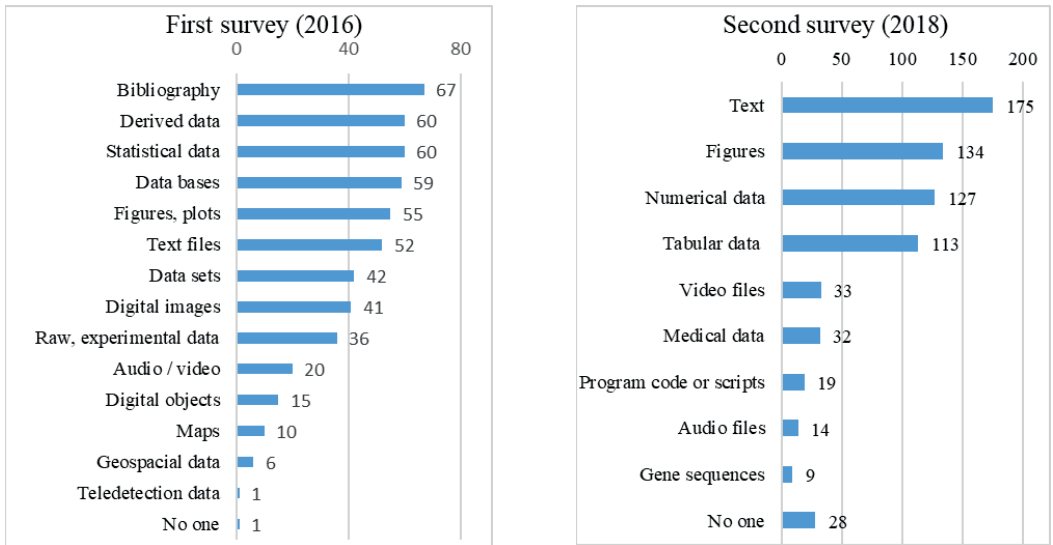 First survey (2016)
0 40 80
Bibliography 67
Derived data 60
Statistical data 60
Data bases 59
Figures, plots 55
Text files 52
Data sets 42
Digital images 41
Raw, experimental data 36
Audio / video 20
Digital objects 15
Maps 10
Geospacial data 6
Teledetection data 1
No one 1
Second survey (2018)
0 50 100 150 200
Text 175
Figures 134
Numerical data 127
Tabular data 113
Video files 33
Medical data 32
Program code or scripts 19
Audio files 14
Gene sequences 9
No one 28